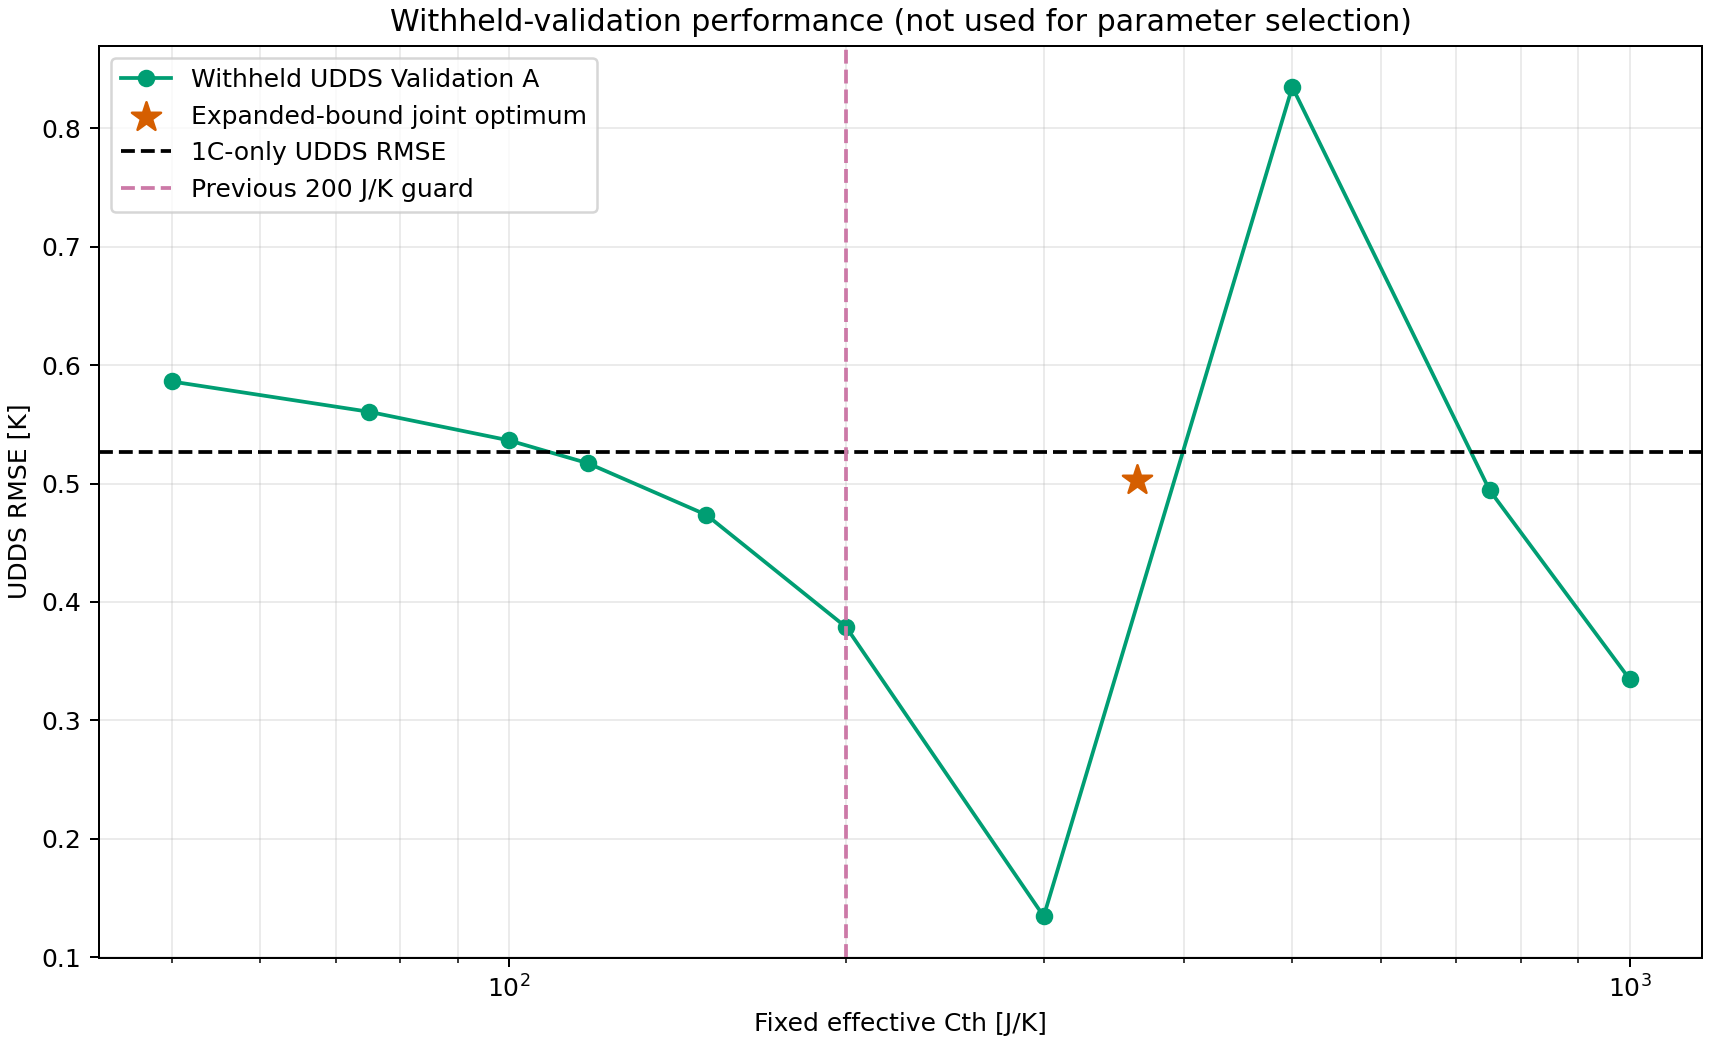 Withheld-validation performance (not used for parameter selection)
Withheld UDDS Validation A
Expanded-bound joint optimum
1C-only UDDS RMSE
Previous 200 J/K guard
UDDS RMSE [K]
0.8
0.7
0.6
0.5
0.4
0.3
0.2
0.1
10² 10³
Fixed effective Cth [J/K]